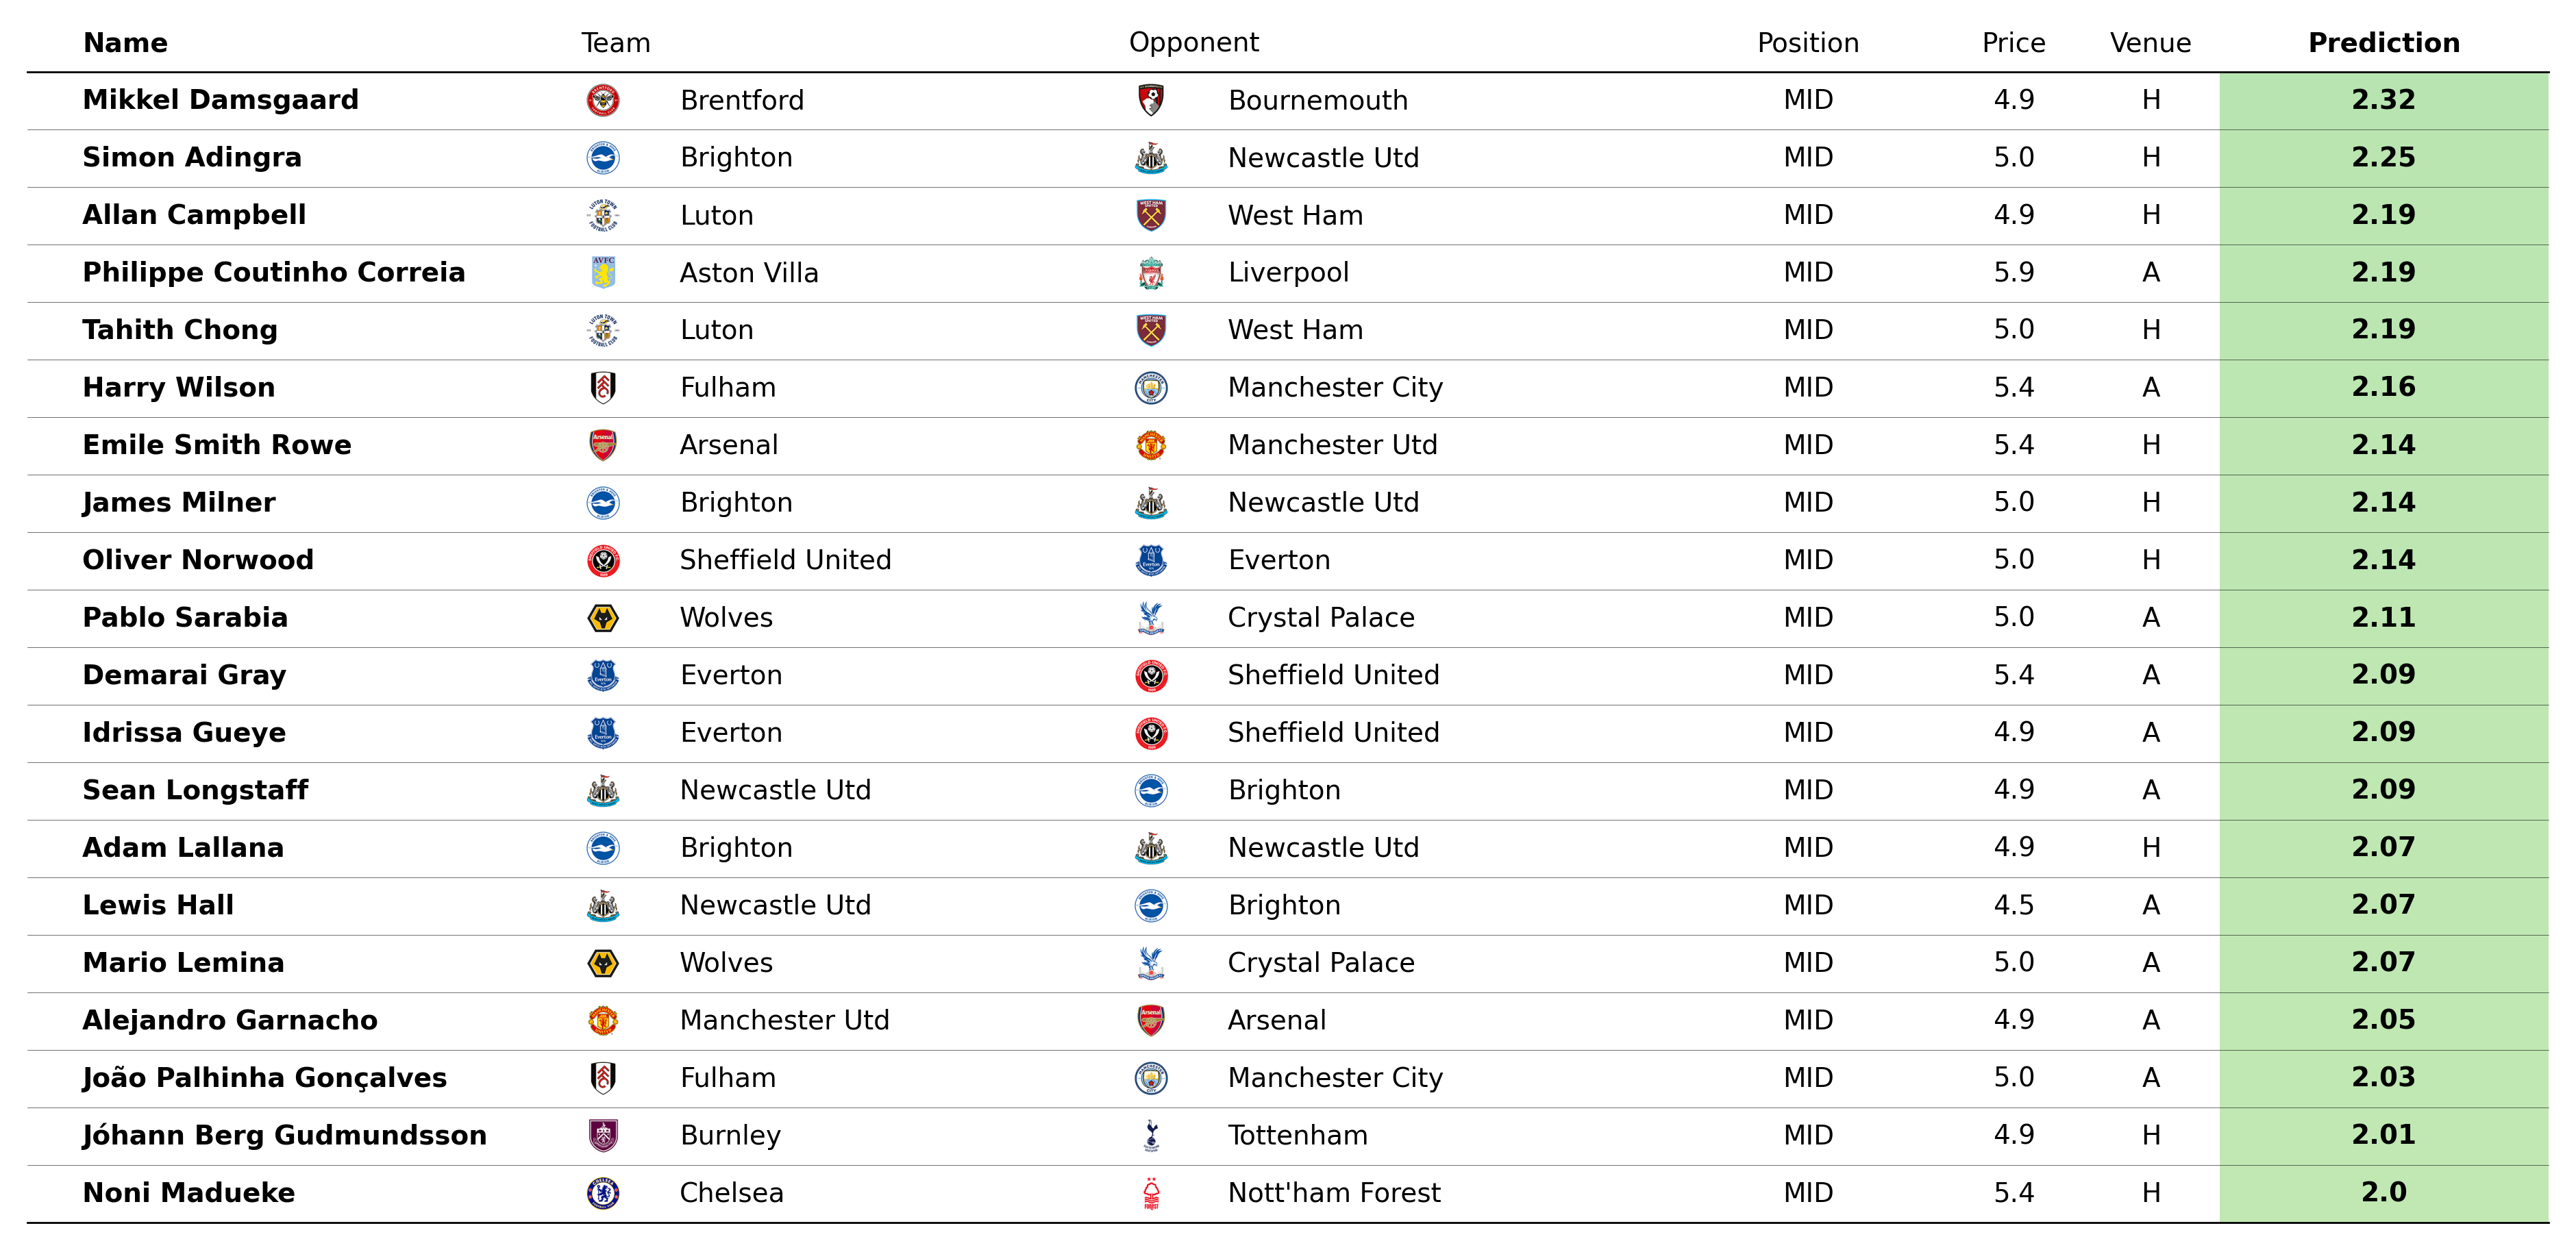 Name Team Opponent Position Price Venue Prediction
Mikkel Damsgaard Brentford Bournemouth MID 4.9 H 2.32
Simon Adingra Brighton Newcastle Utd MID 5.0 H 2.25
Allan Campbell Luton West Ham MID 4.9 H 2.19
Philippe Coutinho Correia Aston Villa Liverpool MID 5.9 A 2.19
Tahith Chong Luton West Ham MID 5.0 H 2.19
Harry Wilson Fulham Manchester City MID 5.4 A 2.16
Emile Smith Rowe Arsenal Manchester Utd MID 5.4 H 2.14
James Milner Brighton Newcastle Utd MID 5.0 H 2.14
Oliver Norwood Sheffield United Everton MID 5.0 H 2.14
Pablo Sarabia Wolves Crystal Palace MID 5.0 A 2.11
Demarai Gray Everton Sheffield United MID 5.4 A 2.09
Idrissa Gueye Everton Sheffield United MID 4.9 A 2.09
Sean Longstaff Newcastle Utd Brighton MID 4.9 A 2.09
Adam Lallana Brighton Newcastle Utd MID 4.9 H 2.07
Lewis Hall Newcastle Utd Brighton MID 4.5 A 2.07
Mario Lemina Wolves Crystal Palace MID 5.0 A 2.07
Alejandro Garnacho Manchester Utd Arsenal MID 4.9 A 2.05
João Palhinha Gonçalves Fulham Manchester City MID 5.0 A 2.03
Jóhann Berg Gudmundsson Burnley Tottenham MID 4.9 H 2.01
Noni Madueke Chelsea Nott'ham Forest MID 5.4 H 2.0